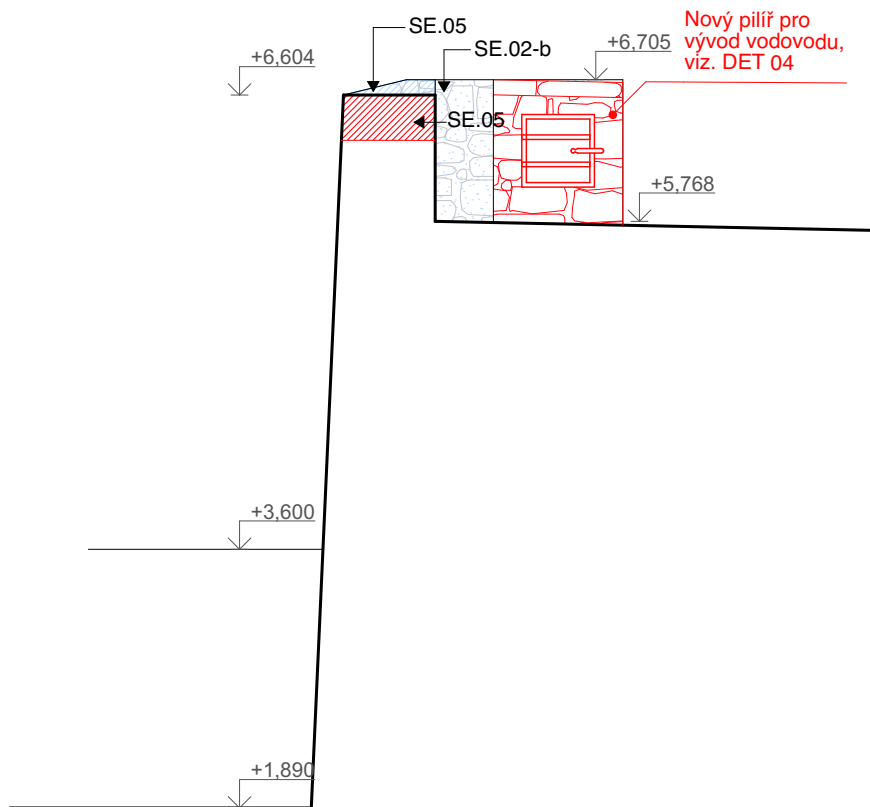 SE.05
SE.02-b
+6,604
+6,705
Nový pilíř pro
vývod vodovodu,
viz. DET 04
SE.05
+5,768
+3,600
+1,890